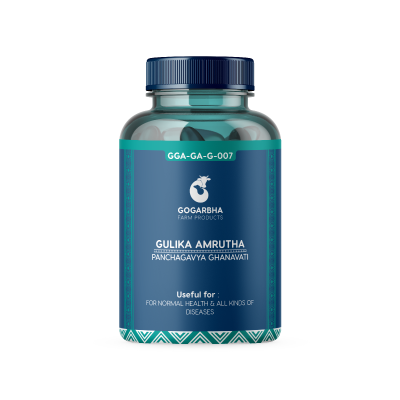 GGA-GA-G-007
GOGARBHA
FARM-PRODUCTS
GULIKA AMRUTHA
PANCHAGAVYA GHANAVATI
Useful for :
FOR NORMAL HEALTH & ALL KINDS OF
DISEASES